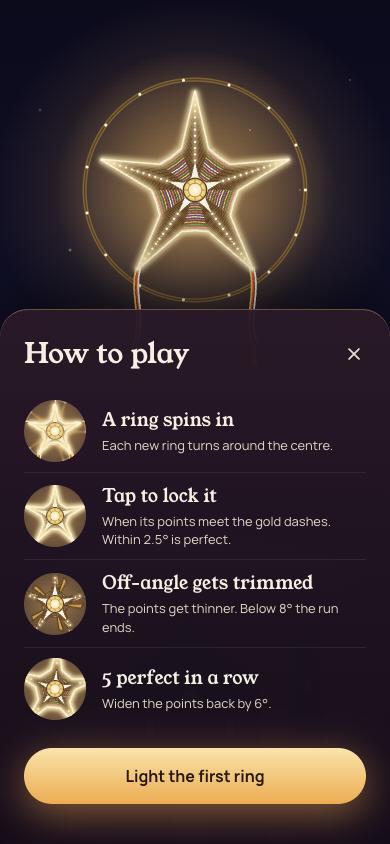 How to play
A ring spins in
Each new ring turns around the centre.
Tap to lock it
When its points meet the gold dashes.
Within 2.5° is perfect.
Off-angle gets trimmed
The points get thinner. Below 8° the run
ends.
5 perfect in a row
Widen the points back by 6°.
Light the first ring